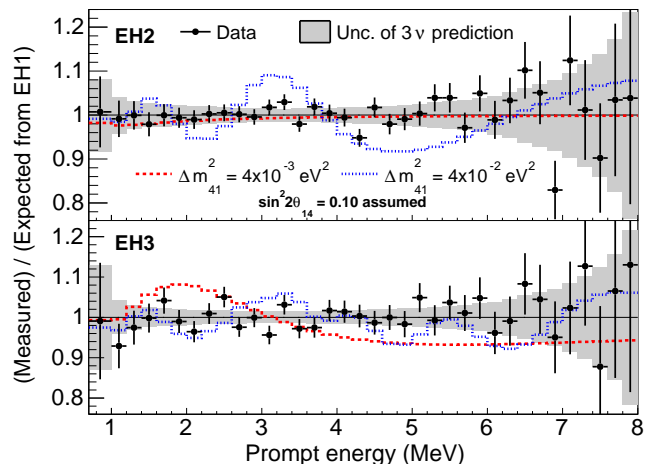 EH2 Data Unc. of 3 ν prediction
1.2
1.1
1
0.9
0.8
Δm²₄₁ = 4x10⁻³ eV² Δm²₄₁ = 4x10⁻² eV²
sin²2θ₁₄ = 0.10 assumed
(Measured) / (Expected from EH1)
EH3
1.2
1.1
1
0.9
0.8
1 2 3 4 5 6 7 8
Prompt energy (MeV)